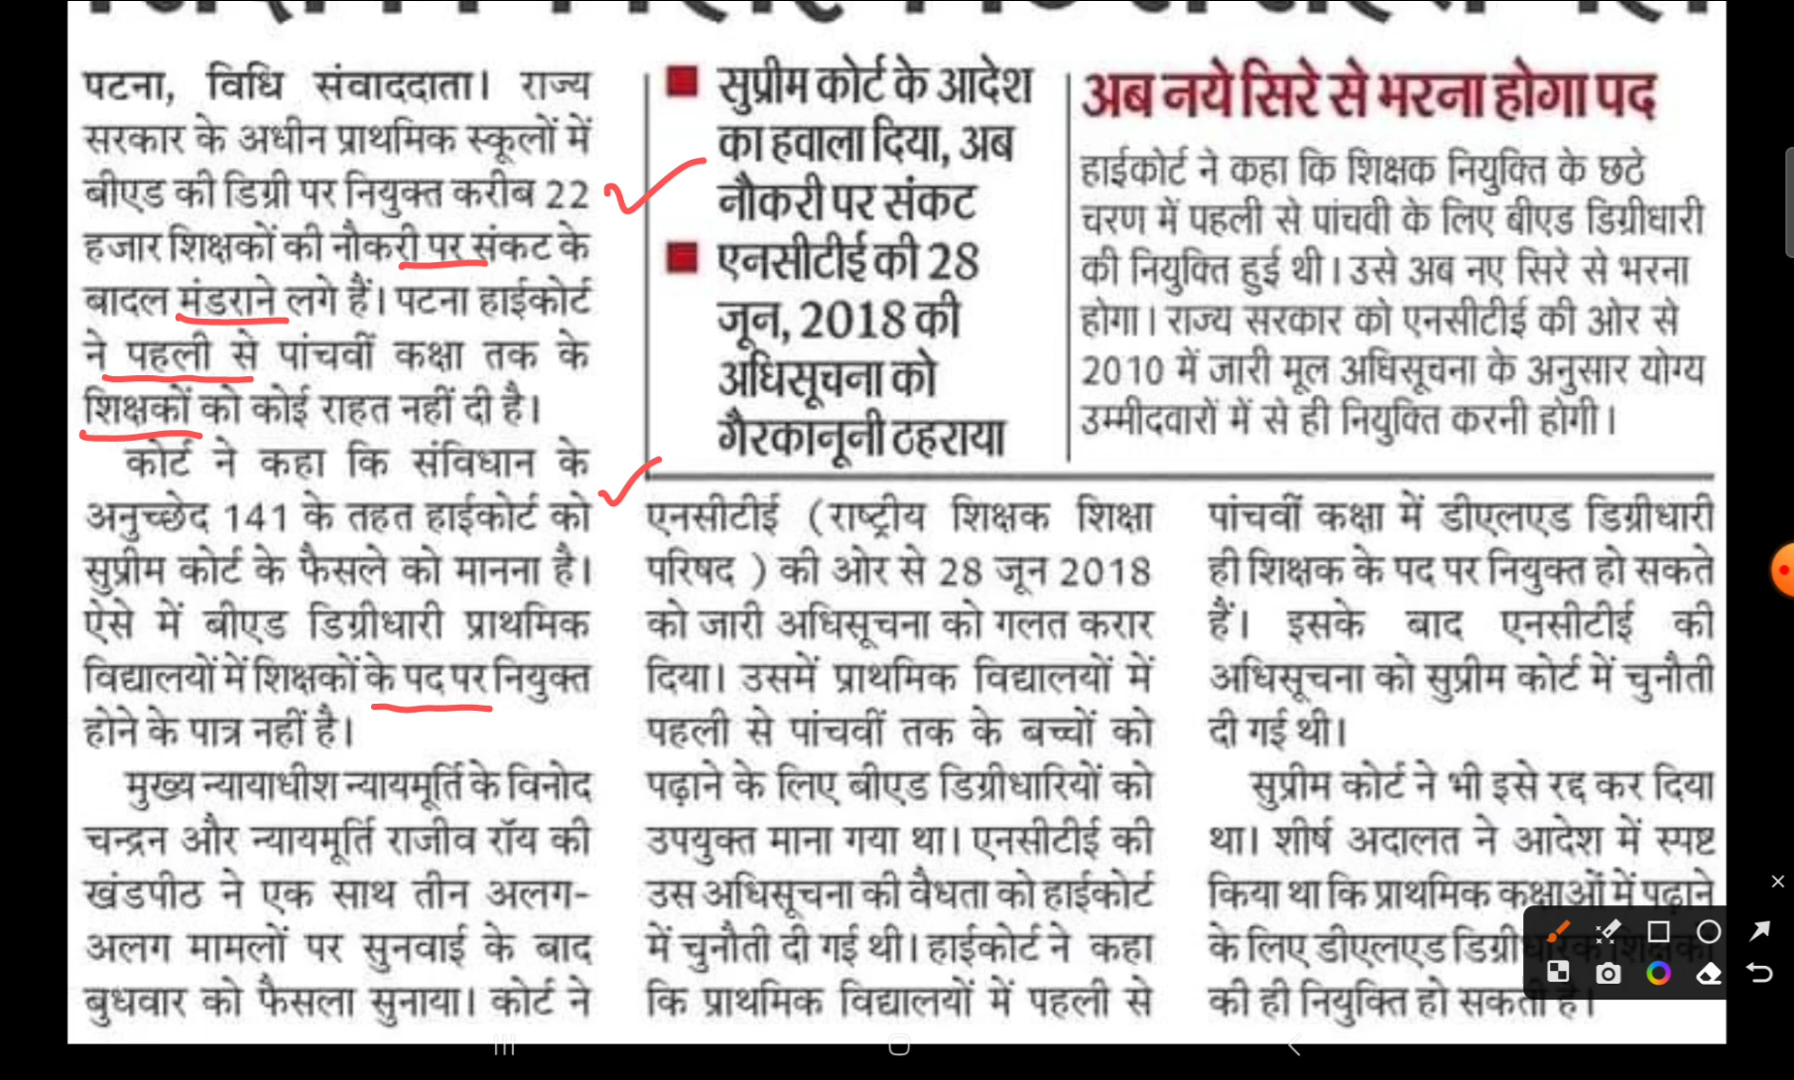 पटना, विधि संवाददाता। राज्य
सरकार के अधीन प्राथमिक स्कूलों में
बीएड की डिग्री पर नियुक्त करीब 22
हजार शिक्षकों की नौकरी पर संकट के
बादल मंडराने लगे हैं। पटना हाईकोर्ट
ने पहली से पांचवीं कक्षा तक के
शिक्षकों को कोई राहत नहीं दी है।
कोर्ट ने कहा कि संविधान के
अनुच्छेद 141 के तहत हाईकोर्ट को
सुप्रीम कोर्ट के फैसले को मानना है।
ऐसे में बीएड डिग्रीधारी प्राथमिक
विद्यालयों में शिक्षकों के पद पर नियुक्त
होने के पात्र नहीं है।
मुख्य न्यायाधीश न्यायमूर्ति के विनोद
चन्द्रन और न्यायमूर्ति राजीव रॉय की
खंडपीठ ने एक साथ तीन अलग-
अलग मामलों पर सुनवाई के बाद
बुधवार को फैसला सुनाया। कोर्ट ने
सुप्रीम कोर्ट के आदेश
का हवाला दिया, अब
नौकरी पर संकट
एनसीटीई की 28
जून, 2018 की
अधिसूचना को
गैरकानूनी ठहराया
अब नये सिरे से भरना होगा पद
हाईकोर्ट ने कहा कि शिक्षक नियुक्ति के छठे
चरण में पहली से पांचवी के लिए बीएड डिग्रीधारी
की नियुक्ति हुई थी। उसे अब नए सिरे से भरना
होगा। राज्य सरकार को एनसीटीई की ओर से
2010 में जारी मूल अधिसूचना के अनुसार योग्य
उम्मीदवारों में से ही नियुक्ति करनी होगी।
एनसीटीई (राष्ट्रीय शिक्षक शिक्षा
परिषद ) की ओर से 28 जून 2018
को जारी अधिसूचना को गलत करार
दिया। उसमें प्राथमिक विद्यालयों में
पहली से पांचवीं तक के बच्चों को
पढ़ाने के लिए बीएड डिग्रीधारियों को
उपयुक्त माना गया था। एनसीटीई की
उस अधिसूचना की वैधता को हाईकोर्ट
में चुनौती दी गई थी। हाईकोर्ट ने कहा
कि प्राथमिक विद्यालयों में पहली से
पांचवीं कक्षा में डीएलएड डिग्रीधारी
ही शिक्षक के पद पर नियुक्त हो सकते
हैं। इसके बाद एनसीटीई की
अधिसूचना को सुप्रीम कोर्ट में चुनौती
दी गई थी।
सुप्रीम कोर्ट ने भी इसे रद्द कर दिया
था। शीर्ष अदालत ने आदेश में स्पष्ट
किया था कि प्राथमिक कक्षाओं में पढ़ाने
के लिए डीएलएड डिग्रीधारक शिक्षकों
की ही नियुक्ति हो सकती है।